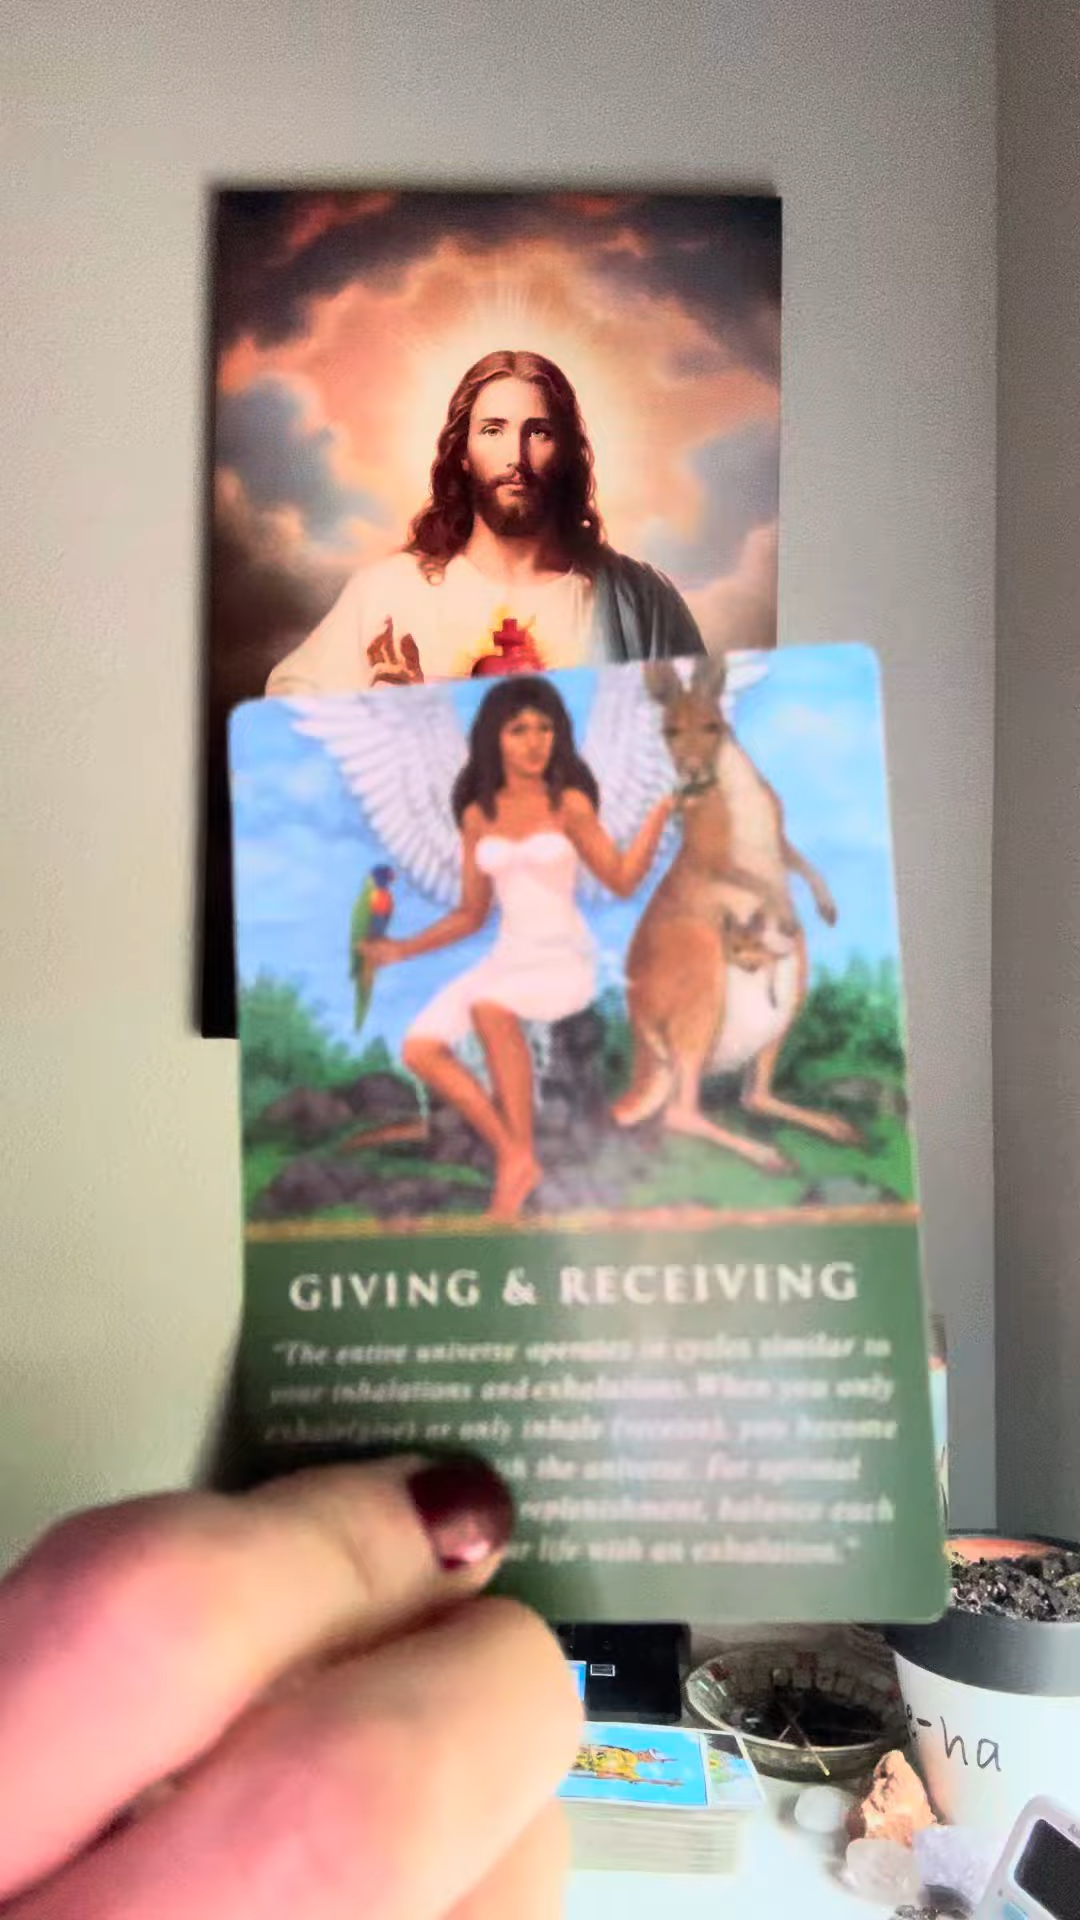 GIVING & RECEIVING
"The entire universe operates in cycles similar to
your inhalations and exhalations. When you only
exhale (give) or only inhale (receive), you become
the universe. For optimal
replenishment, balance each
life with an exhalation."
-ha